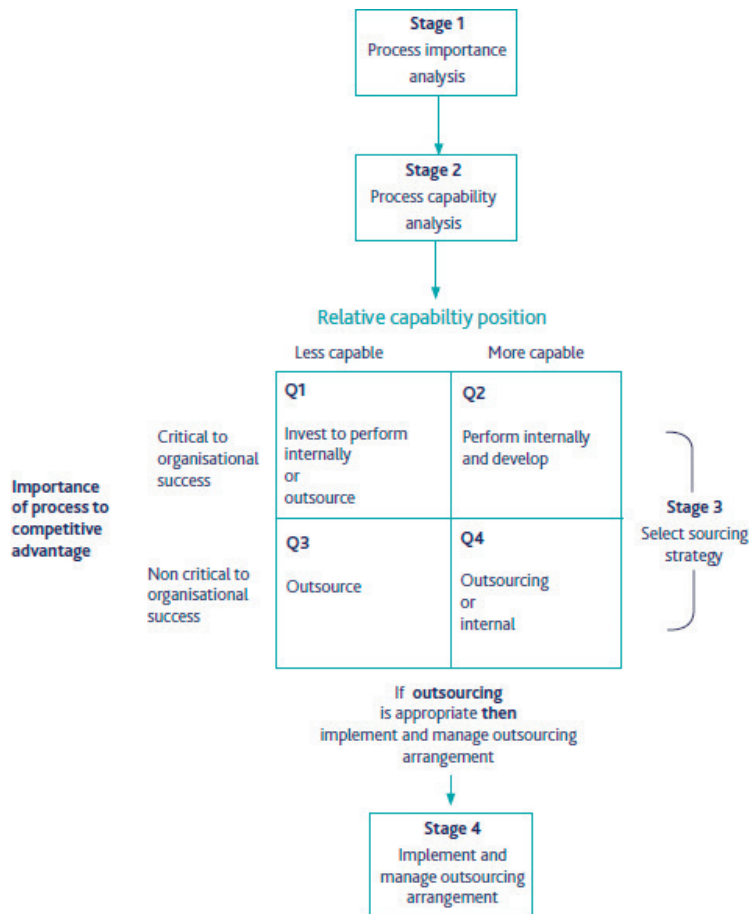 Stage 1
Process importance
analysis
Stage 2
Process capability
analysis
Relative capabiltiy position
Less capable
More capable
Importance
of process to
competitive
advantage
Critical to
organisational
success
Q1
Invest to perform
internally
or
outsource
Q2
Perform internally
and develop
Non critical to
organisational
success
Q3
Outsource
Q4
Outsourcing
or
internal
Stage 3
Select sourcing
strategy
If outsourcing
is appropriate then
implement and manage outsourcing
arrangement
Stage 4
Implement and
manage outsourcing
arrangement